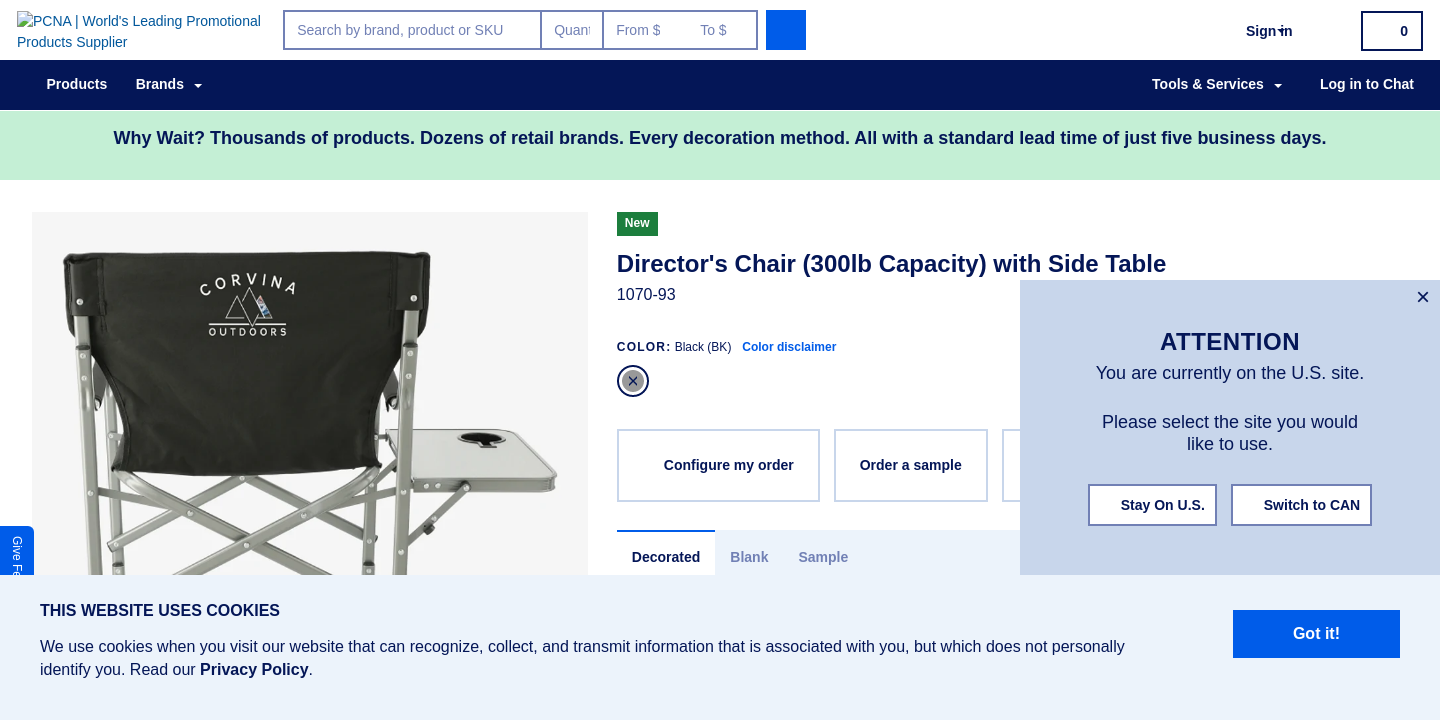 PCNA | World's Leading Promotional
Products Supplier
Search by brand, product or SKU
From $
To $
Sign in
0
Products
Brands
Tools & Services
Log in to Chat
Why Wait? Thousands of products. Dozens of retail brands. Every decoration method. All with a standard lead time of just five business days.
New
Director's Chair (300lb Capacity) with Side Table
1070-93
CORVINA
OUTDOORS
COLOR: Black (BK) Color disclaimer
Configure my order
Order a sample
Decorated
Blank
Sample
×
ATTENTION
You are currently on the U.S. site.
Please select the site you would
like to use.
Stay On U.S.
Switch to CAN
Give
THIS WEBSITE USES COOKIES
We use cookies when you visit our website that can recognize, collect, and transmit information that is associated with you, but which does not personally
identify you. Read our Privacy Policy.
Got it!